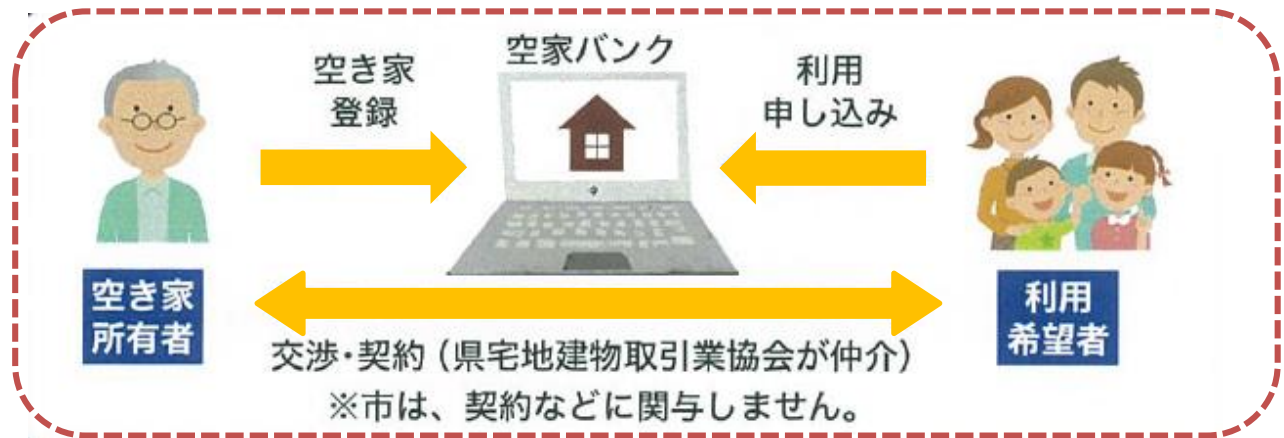 空家バンク
空き家
登録
利用
申し込み
空き家
所有者
利用
希望者
交渉・契約（県宅地建物取引業協会が仲介）
※市は、契約などに関与しません。